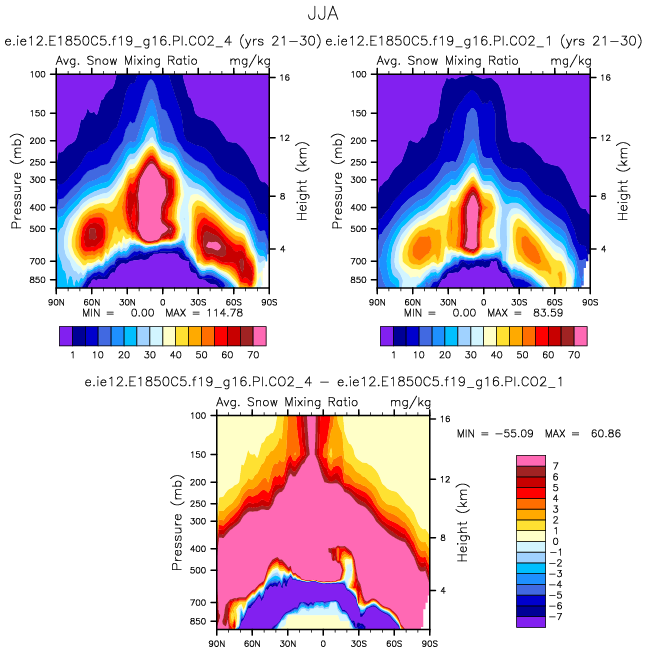 JJA
e.ie12.E1850C5.f19_g16.PI.CO2_4 (yrs 21−30) e.ie12.E1850C5.f19_g16.PI.CO2_1 (yrs 21−30)
Avg. Snow Mixing Ratio mg/kg
Pressure (mb)
100
150
200
250
300
400
500
700
850
16
12
8
4
Height (km)
90N 60N 30N 0 30S 60S 90S
MIN = 0.00 MAX = 114.78
1 10 20 30 40 50 60 70
Avg. Snow Mixing Ratio mg/kg
Pressure (mb)
100
150
200
250
300
400
500
700
850
16
12
8
4
Height (km)
90N 60N 30N 0 30S 60S 90S
MIN = 0.00 MAX = 83.59
1 10 20 30 40 50 60 70
e.ie12.E1850C5.f19_g16.PI.CO2_4 − e.ie12.E1850C5.f19_g16.PI.CO2_1
Avg. Snow Mixing Ratio mg/kg
Pressure (mb)
100
150
200
250
300
400
500
700
850
16
12
8
4
Height (km)
90N 60N 30N 0 30S 60S 90S
MIN = −55.09 MAX = 60.86
7
6
5
4
3
2
1
0
−1
−2
−3
−4
−5
−6
−7